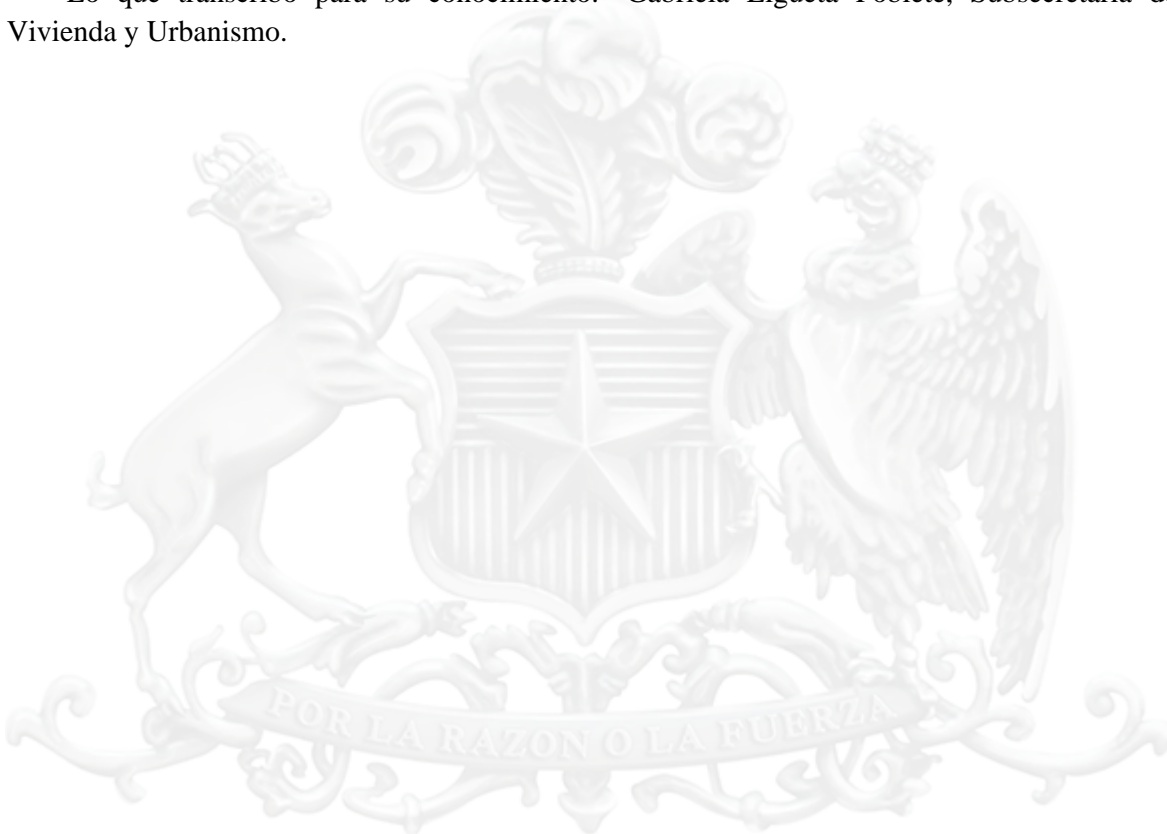 Lo que transcribo para su conocimiento.- Gabriela Elgueta Poblete, Subsecretaria d
Vivienda y Urbanismo.
POR LA RAZON O LA FUERZA